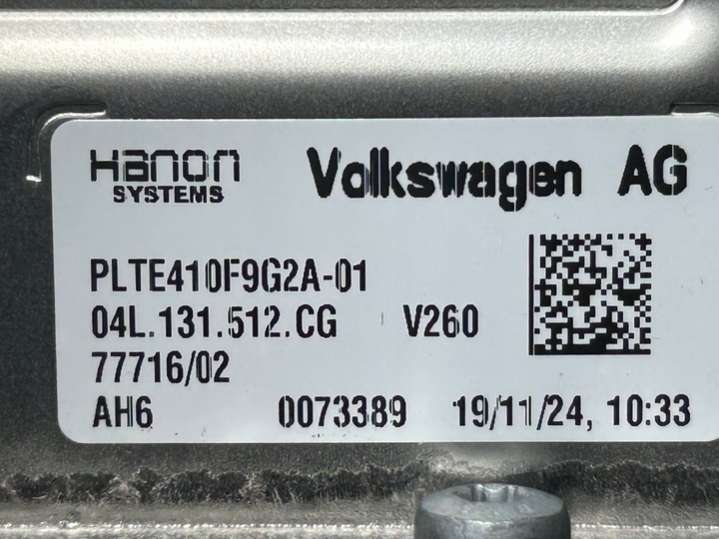 Hanon SYSTEMS Volkswagen AG
PLTE410F9G2A-01
04L.131.512.CG V260
77716/02
AH6 0073389 19/11/24, 10:33